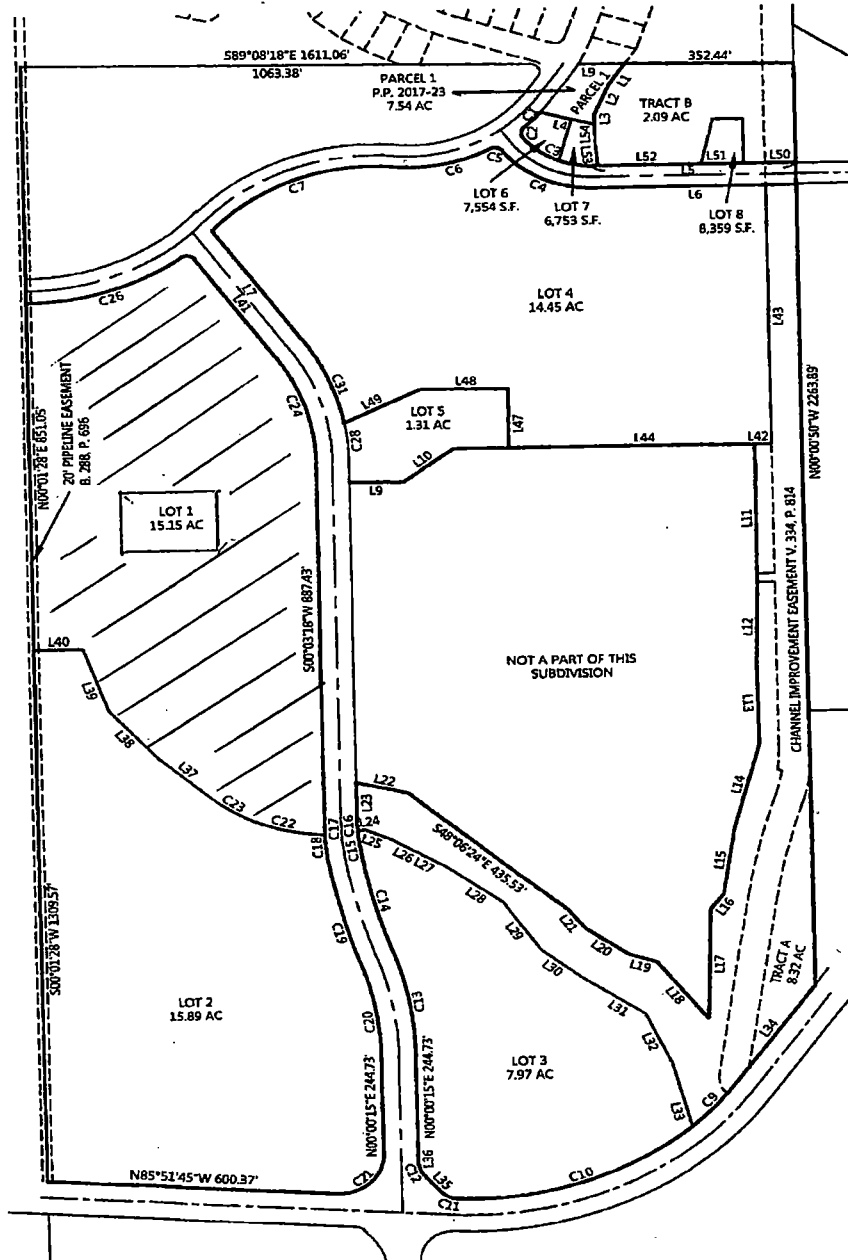 S89°08'18"E 1611.06'
1063.38'
352.44'
PARCEL 1
P.P. 2017-23
7.54 AC
L9
PARCEL 1
L1
L2
L3
TRACT B
2.09 AC
L4
C2
C3
L54
L52
L51
L50
L5
L6
C5
C4
C6
C7
LOT 6
7,554 S.F.
LOT 7
6,753 S.F.
LOT 8
8,359 S.F.
C26
L7
L41
LOT 4
14.45 AC
L43
C31
C24
L49
L48
LOT 5
1.31 AC
L47
C28
L10
L9
L44
L42
N00°01'28"E 851.05'
20' PIPELINE EASEMENT
B. 288, P. 696
N00°00'50"W 2263.89'
LOT 1
15.15 AC
L11
S00°03'18"W 887.43'
CHANNEL IMPROVEMENT EASEMENT V. 334, P. 814
L40
L39
L38
L37
L12
NOT A PART OF THIS
SUBDIVISION
L13
L14
L22
L23
L24
L25
C23
C22
C17
C16
C18
C15
L26
L27
L28
S48°06'24"E 435.53'
L15
L16
C14
C19
L29
L21
L20
L19
L30
L17
L18
S00°01'28"W 1309.57'
TRACT A
8.32 AC
LOT 2
15.89 AC
C20
C13
L31
L32
L34
LOT 3
7.97 AC
N00°00'15"E 244.73'
N00°00'15"E 244.73'
C9
L33
L36
L35
C12
C21
C10
C11
N85°51'45"W 600.37'